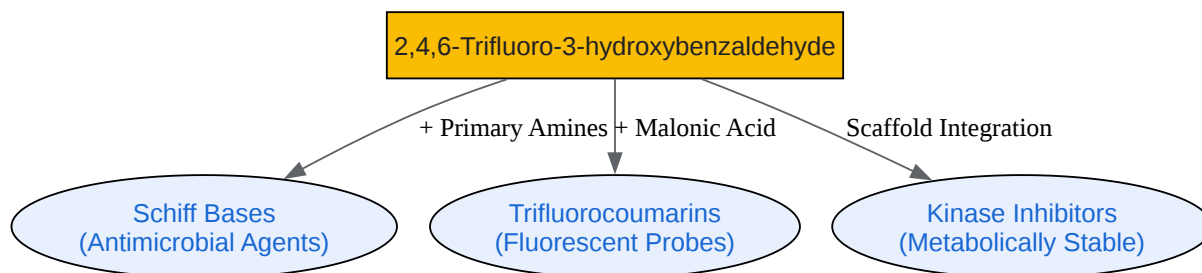 2,4,6-Trifluoro-3-hydroxybenzaldehyde
+ Primary Amines
+ Malonic Acid
Scaffold Integration
Schiff Bases
(Antimicrobial Agents)
Trifluorocoumarins
(Fluorescent Probes)
Kinase Inhibitors
(Metabolically Stable)